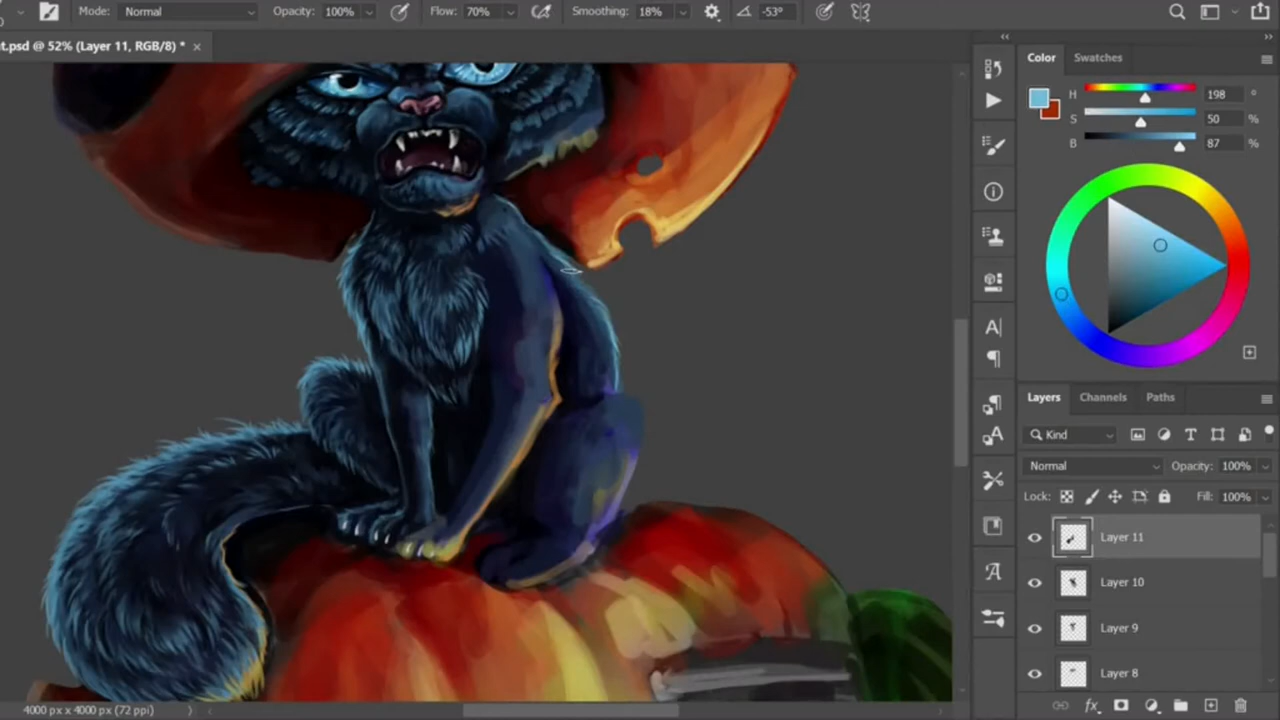 Mode: Normal Opacity: 100% Flow: 70% Smoothing: 18% -53°
t.psd @ 52% (Layer 11, RGB/8) * ×
Color Swatches
H 198 °
S 50 %
B 87 %
Layers Channels Paths
Kind
Normal Opacity: 100%
Lock: Fill: 100%
Layer 11
Layer 10
Layer 9
Layer 8
fx
4000 px x 4000 px (72 ppi)